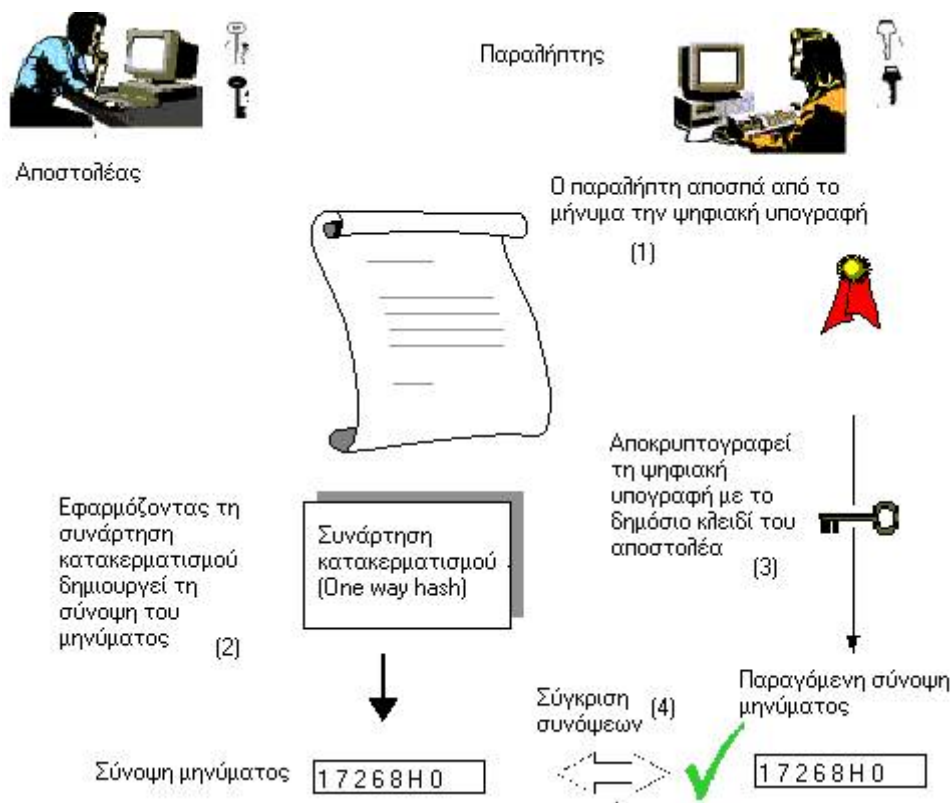 Παραλήπτης
Αποστολέας
Ο παραλήπτη αποσπά από το
μήνυμα την ψηφιακή υπογραφή
(1)
Αποκρυπτογραφεί
τη ψηφιακή
υπογραφή με το
δημόσιο κλειδί του
αποστολέα
(3)
Εφαρμόζοντας τη
συνάρτηση
κατακερματισμού
δημιουργεί τη
σύνοψη του
μηνύματος (2)
Συνάρτηση
κατακερματισμού
(One way hash)
Παραγόμενη σύνοψη
μηνύματος
Σύγκριση
συνόψεων (4)
Σύνοψη μηνύματος 17268H0
17268H0